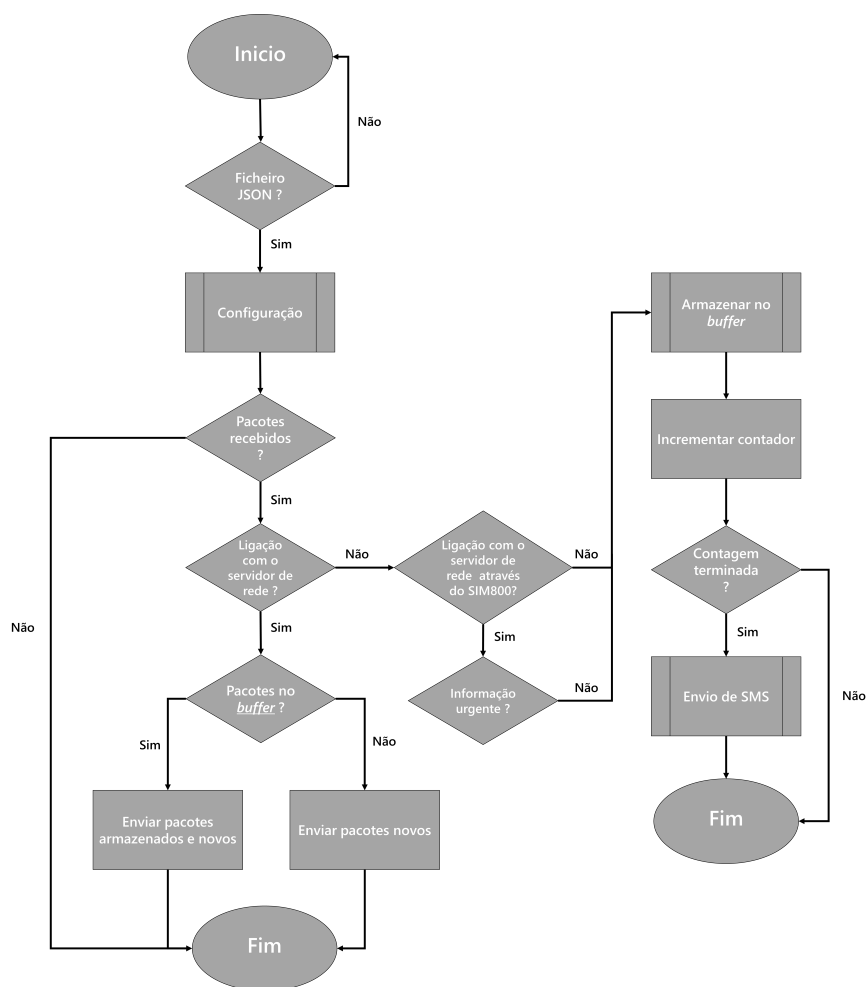 Inicio
Não
Ficheiro
JSON ?
Sim
Configuração
Pacotes
recebidos
?
Não
Sim
Ligação
com o
servidor de
rede ?
Não
Sim
Pacotes no
buffer ?
Sim
Não
Enviar pacotes
armazenados e novos
Enviar pacotes novos
Fim
Ligação com o
servidor de
rede através
do SIM800?
Não
Sim
Informação
urgente ?
Não
Armazenar no
buffer
Incrementar contador
Contagem
terminada
?
Sim
Não
Envio de SMS
Fim